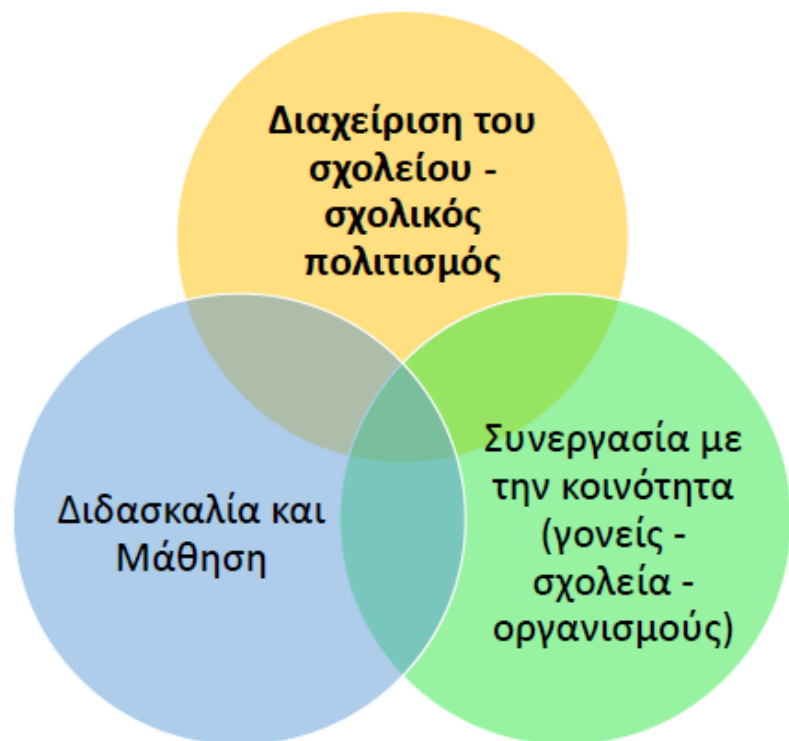 Διαχείριση του
σχολείου -
σχολικός
πολιτισμός
Διδασκαλία και
Μάθηση
Συνεργασία με
την κοινότητα
(γονείς -
σχολεία -
οργανισμούς)